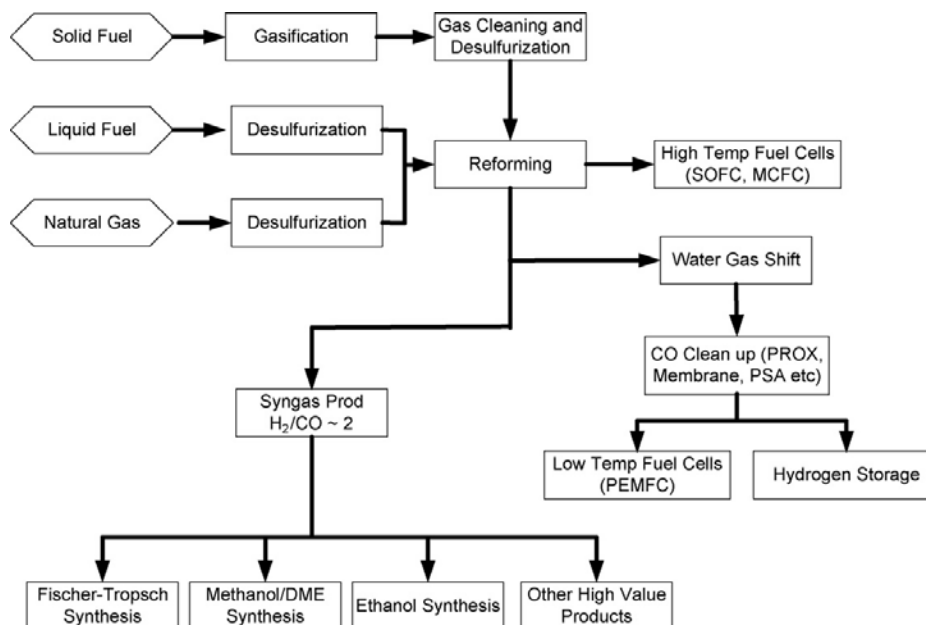 Solid Fuel
Gasification
Gas Cleaning and
Desulfurization
Liquid Fuel
Desulfurization
Reforming
High Temp Fuel Cells
(SOFC, MCFC)
Natural Gas
Desulfurization
Water Gas Shift
CO Clean up (PROX,
Membrane, PSA etc)
Syngas Prod
H₂/CO ~ 2
Low Temp Fuel Cells
(PEMFC)
Hydrogen Storage
Fischer-Tropsch
Synthesis
Methanol/DME
Synthesis
Ethanol Synthesis
Other High Value
Products